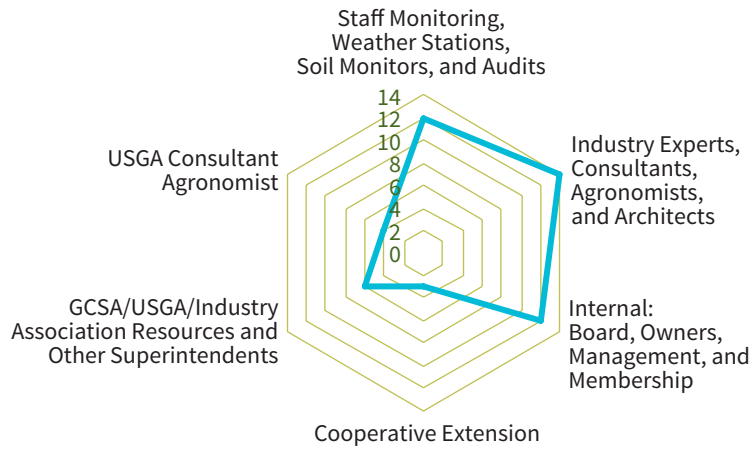 Staff Monitoring,
Weather Stations,
Soil Monitors, and Audits
14
12
10
8
6
4
2
0
Industry Experts,
Consultants,
Agronomists,
and Architects
Internal:
Board, Owners,
Management, and
Membership
Cooperative Extension
GCSA/USGA/Industry
Association Resources and
Other Superintendents
USGA Consultant
Agronomist